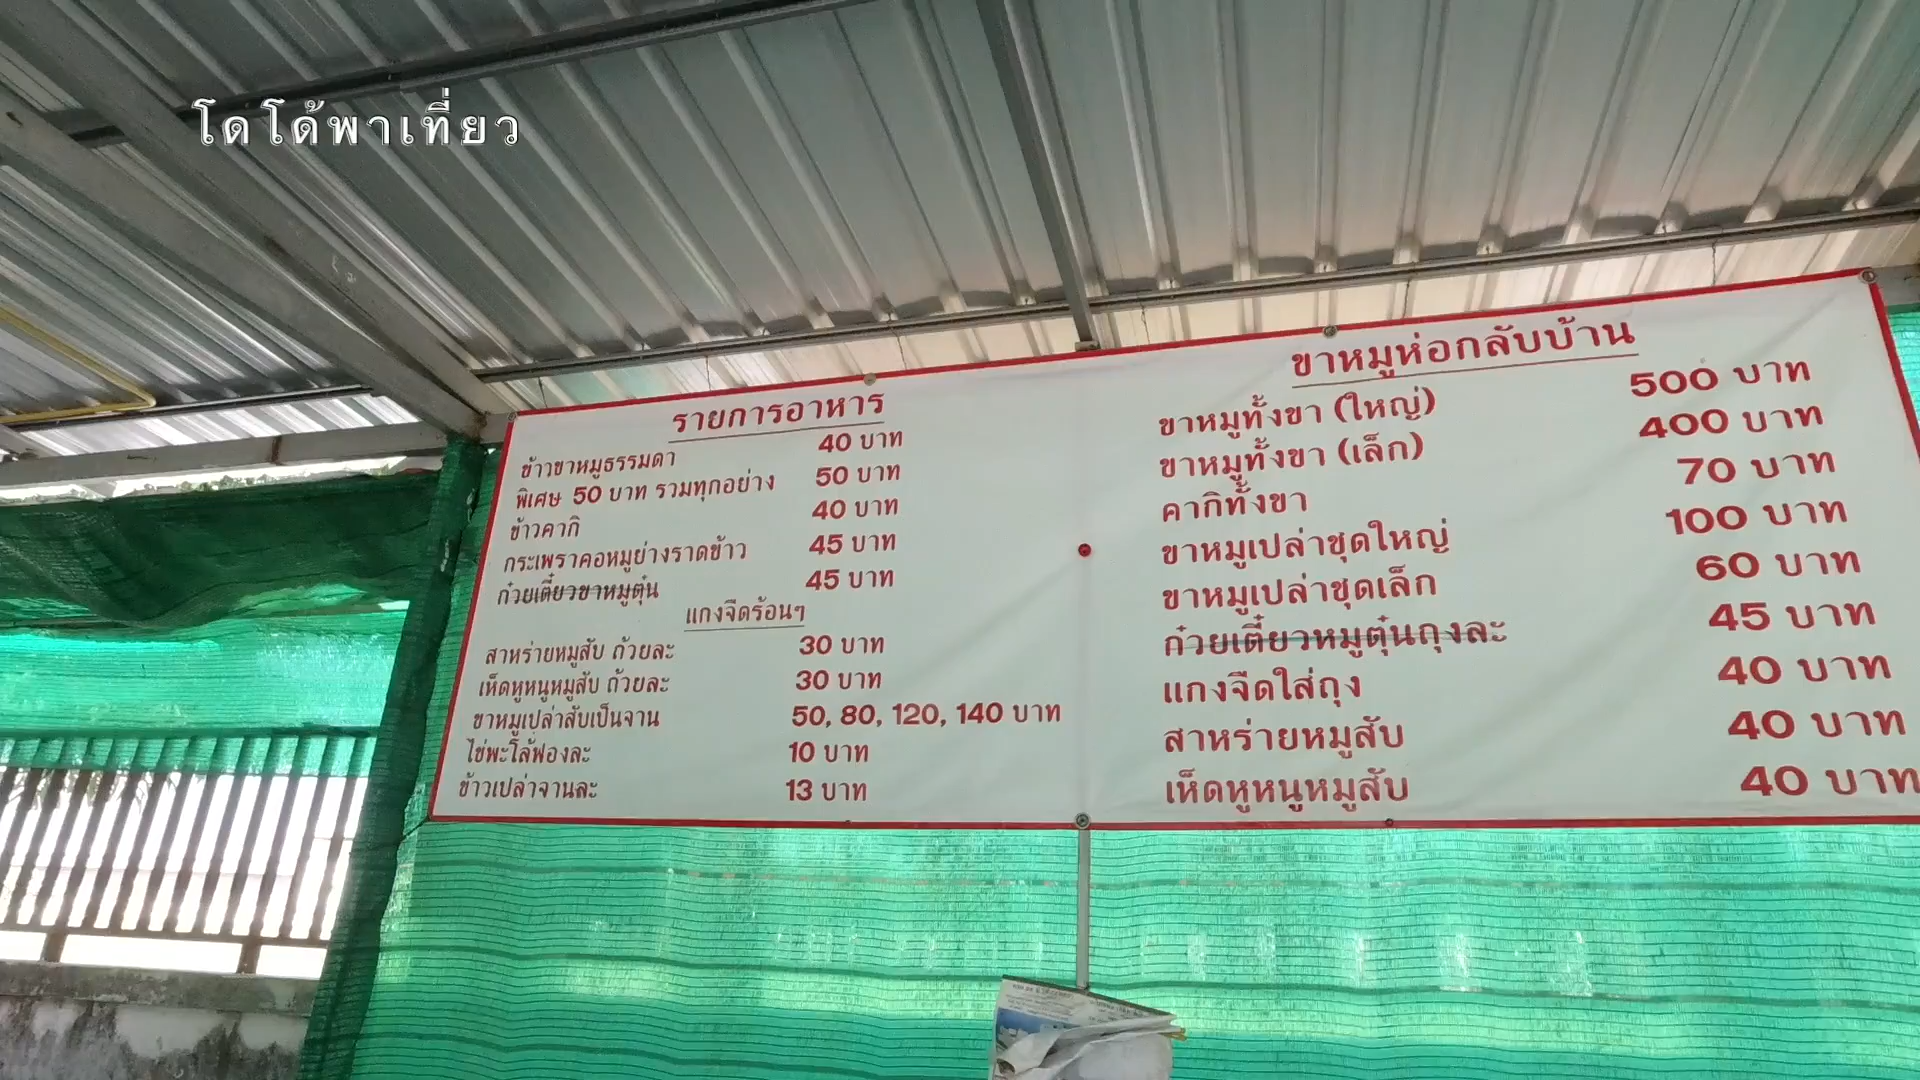 โดโด้พาเที่ยว
รายการอาหาร
ข้าวขาหมูธรรมดา 40 บาท
พิเศษ 50 บาท รวมทุกอย่าง 50 บาท
ข้าวคากิ 40 บาท
กระเพราคอหมูย่างราดข้าว 45 บาท
ก๋วยเตี๋ยวขาหมูตุ๋น 45 บาท
แกงจืดร้อนๆ
สาหร่ายหมูสับ ถ้วยละ 30 บาท
เห็ดหูหนูหมูสับ ถ้วยละ 30 บาท
ขาหมูเปล่าสับเป็นจาน 50, 80, 120, 140 บาท
ไข่พะโล้ฟองละ 10 บาท
ข้าวเปล่าจานละ 13 บาท
ขาหมูห่อกลับบ้าน
ขาหมูทั้งขา (ใหญ่) 500 บาท
ขาหมูทั้งขา (เล็ก) 400 บาท
คากิทั้งขา 70 บาท
ขาหมูเปล่าชุดใหญ่ 100 บาท
ขาหมูเปล่าชุดเล็ก 60 บาท
ก๋วยเตี๋ยวหมูตุ๋นถุงละ 45 บาท
แกงจืดใส่ถุง 40 บาท
สาหร่ายหมูสับ 40 บาท
เห็ดหูหนูหมูสับ 40 บาท